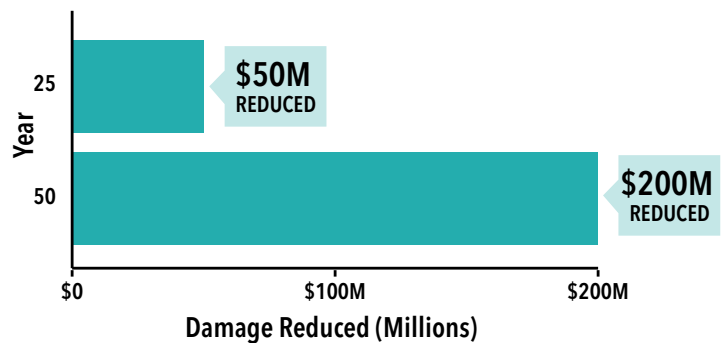 Year
25
$50M
REDUCED
50
$200M
REDUCED
$0
$100M
$200M
Damage Reduced (Millions)